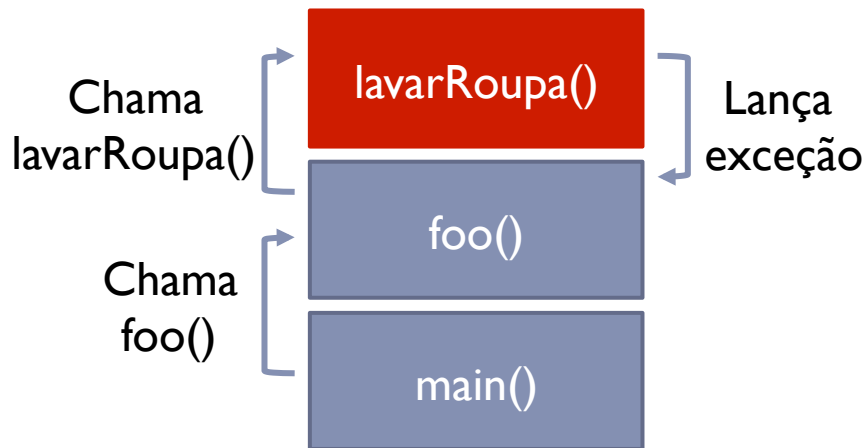 lavarRoupa()
Chama
lavarRoupa()
Lança
exceção
foo()
Chama
foo()
main()